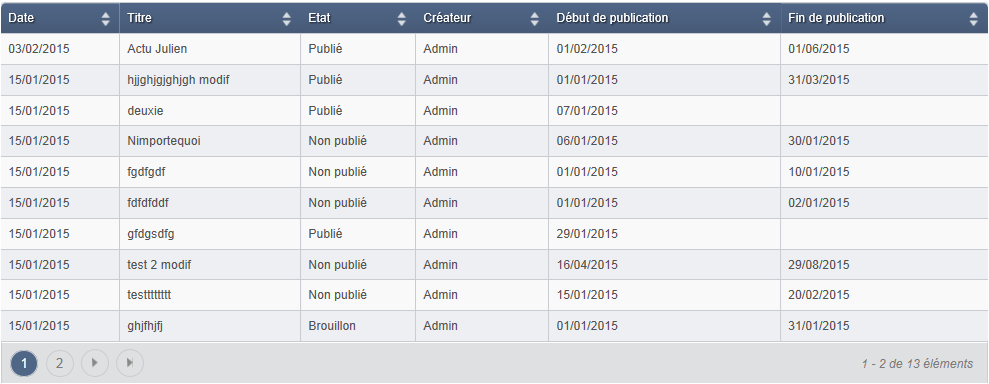 Date Titre Etat Créateur Début de publication Fin de publication
03/02/2015 Actu Julien Publié Admin 01/02/2015 01/06/2015
15/01/2015 hjjghjgjghjgh modif Publié Admin 01/01/2015 31/03/2015
15/01/2015 deuxie Publié Admin 07/01/2015
15/01/2015 Nimportequoi Non publié Admin 06/01/2015 30/01/2015
15/01/2015 fgdfgdf Non publié Admin 01/01/2015 10/01/2015
15/01/2015 fdfdfddf Non publié Admin 01/01/2015 02/01/2015
15/01/2015 gfdgsdfg Publié Admin 29/01/2015
15/01/2015 test 2 modif Non publié Admin 16/04/2015 29/08/2015
15/01/2015 testttttttt Non publié Admin 15/01/2015 20/02/2015
15/01/2015 ghjfhjfj Brouillon Admin 01/01/2015 31/01/2015
1 2 1 - 2 de 13 éléments